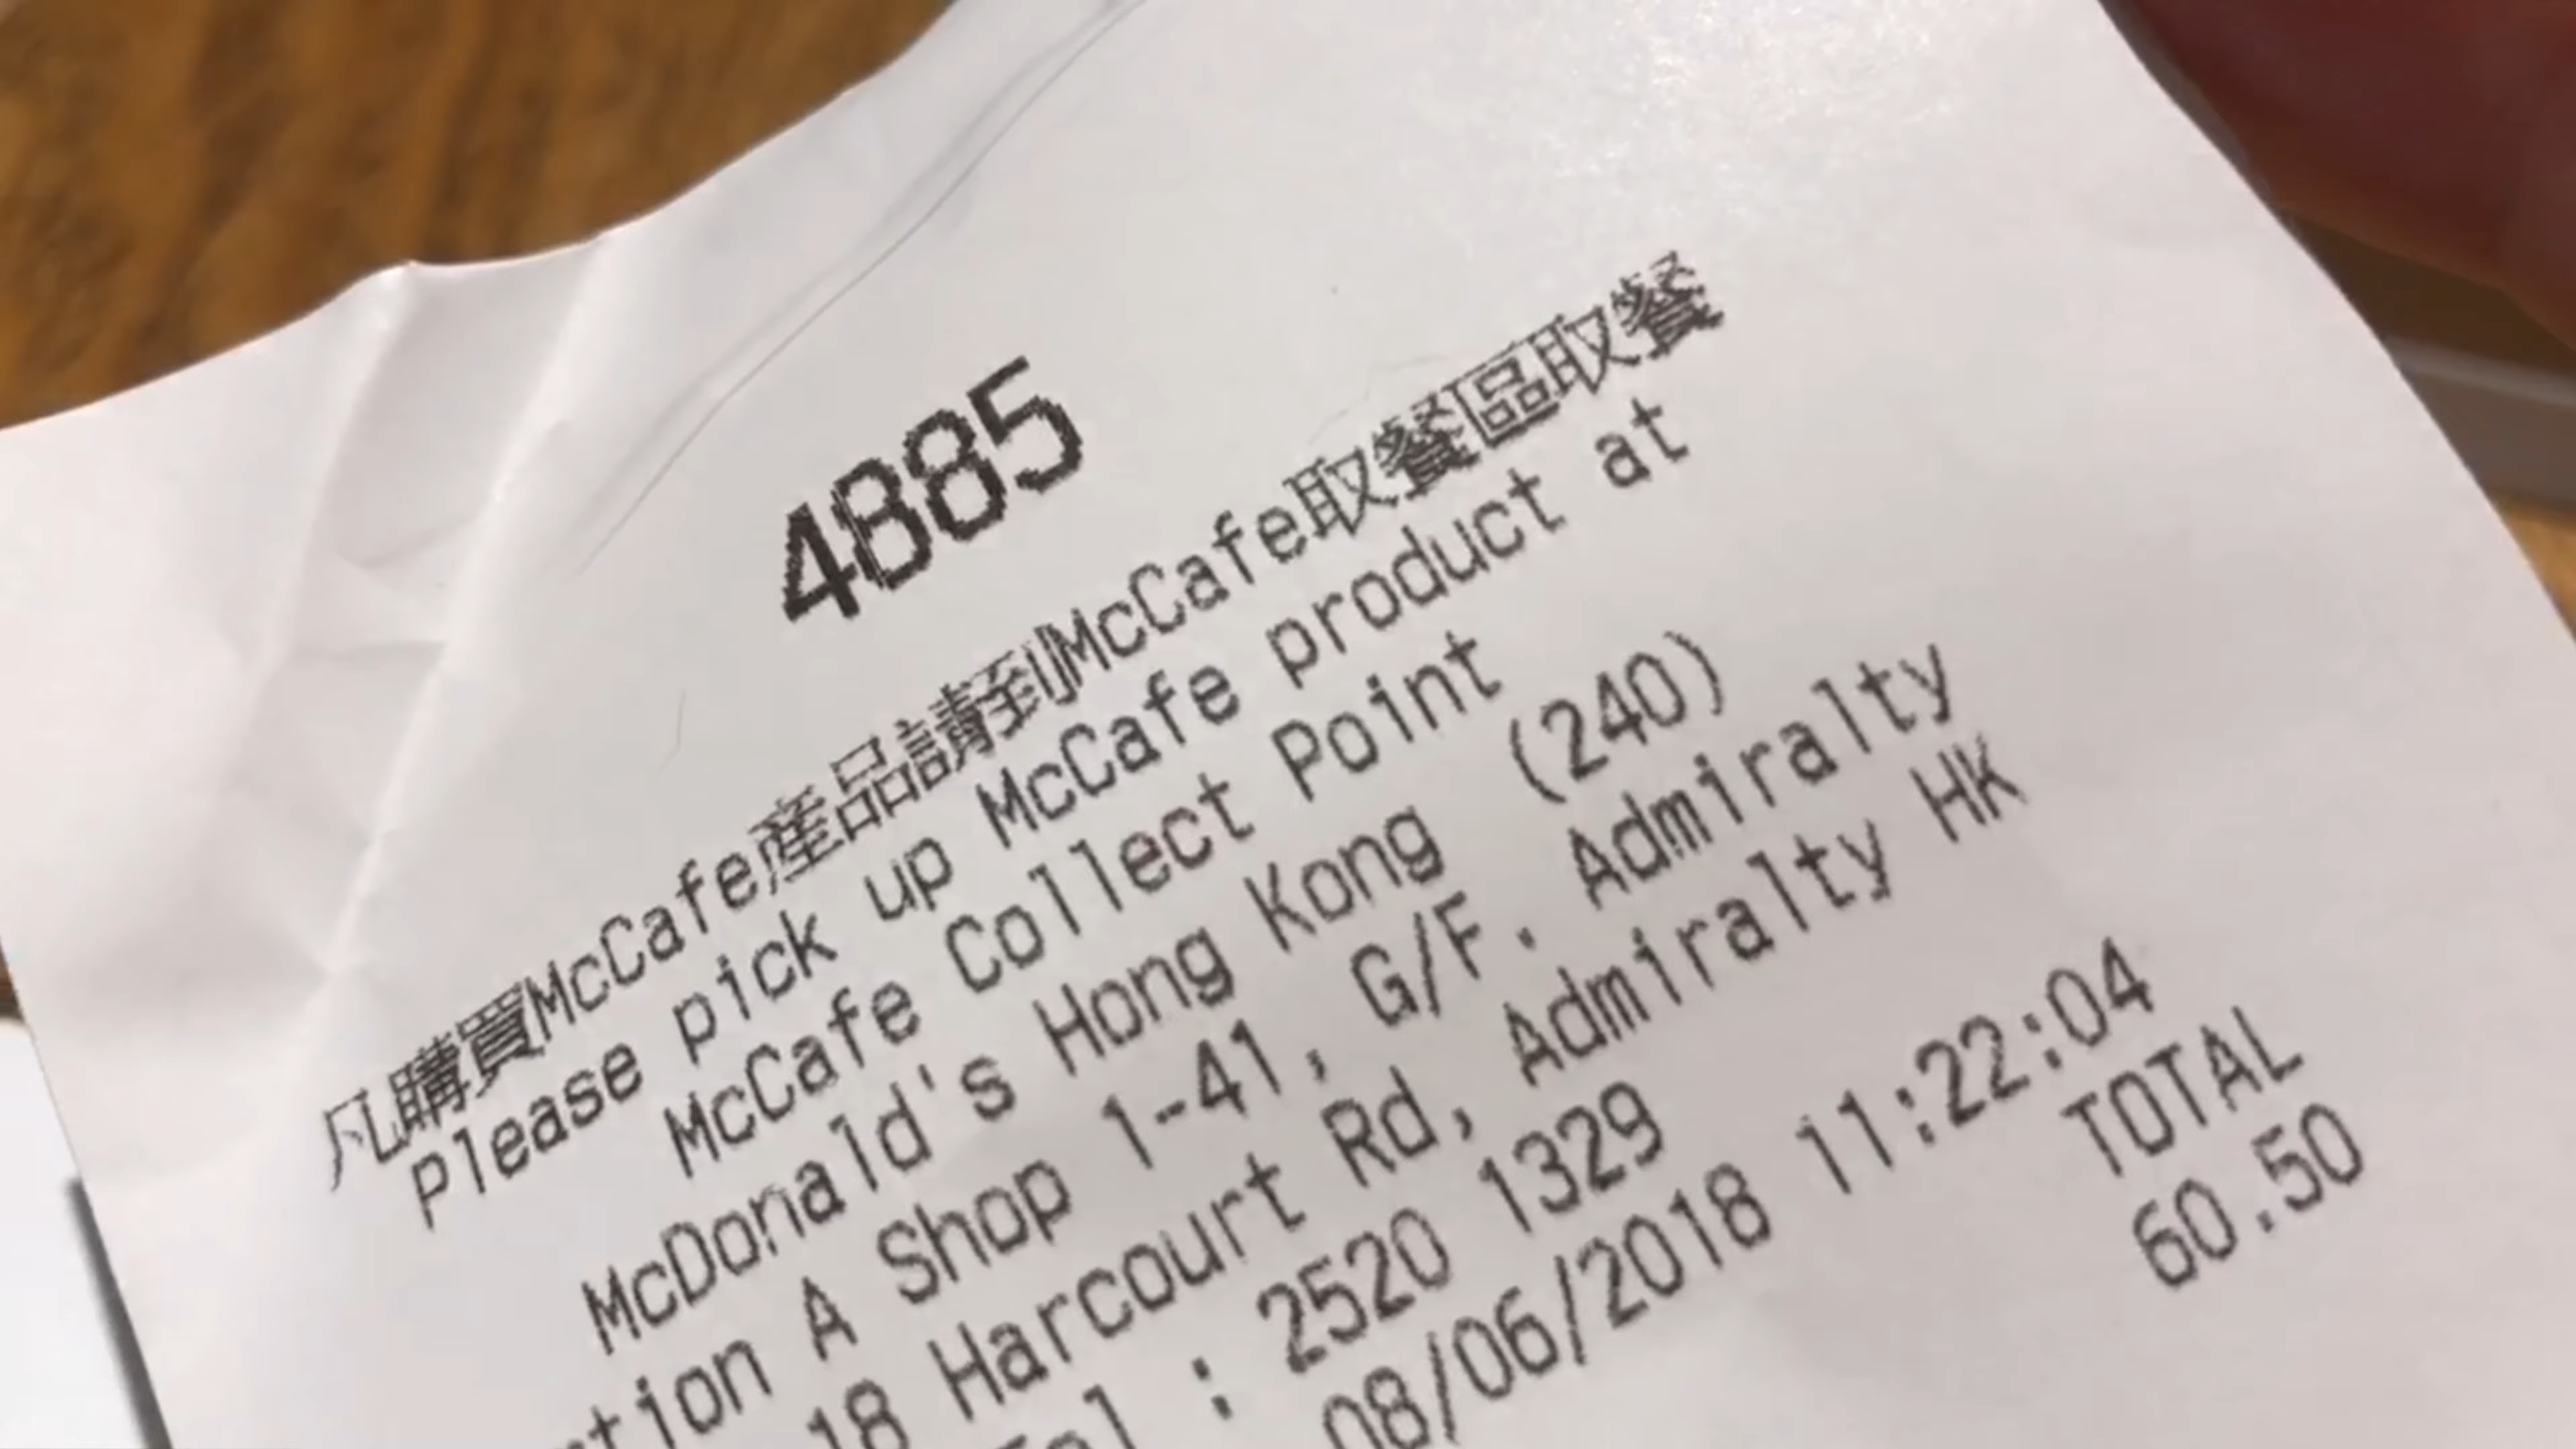 4885
凡購買McCafe產品請到McCafe取餐區取餐
Please pick up McCafe product at
McCafe Collect Point
McDonald's Hong Kong (240)
A Shop 1-41, G/F. Admiralty
18 Harcourt Rd, Admiralty HK
Tel : 2520 1329
08/06/2018 11:22:04
TOTAL
60.50